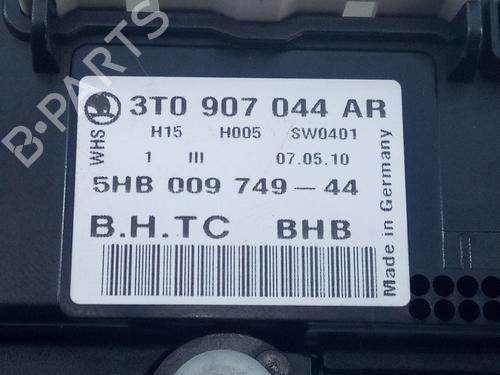 3T0 907 044 AR
H15 H005 SW0401
1 III 07.05.10
5HB 009 749-44
B.H.TC BHB
WHS
Made in Germany
B-PARTS